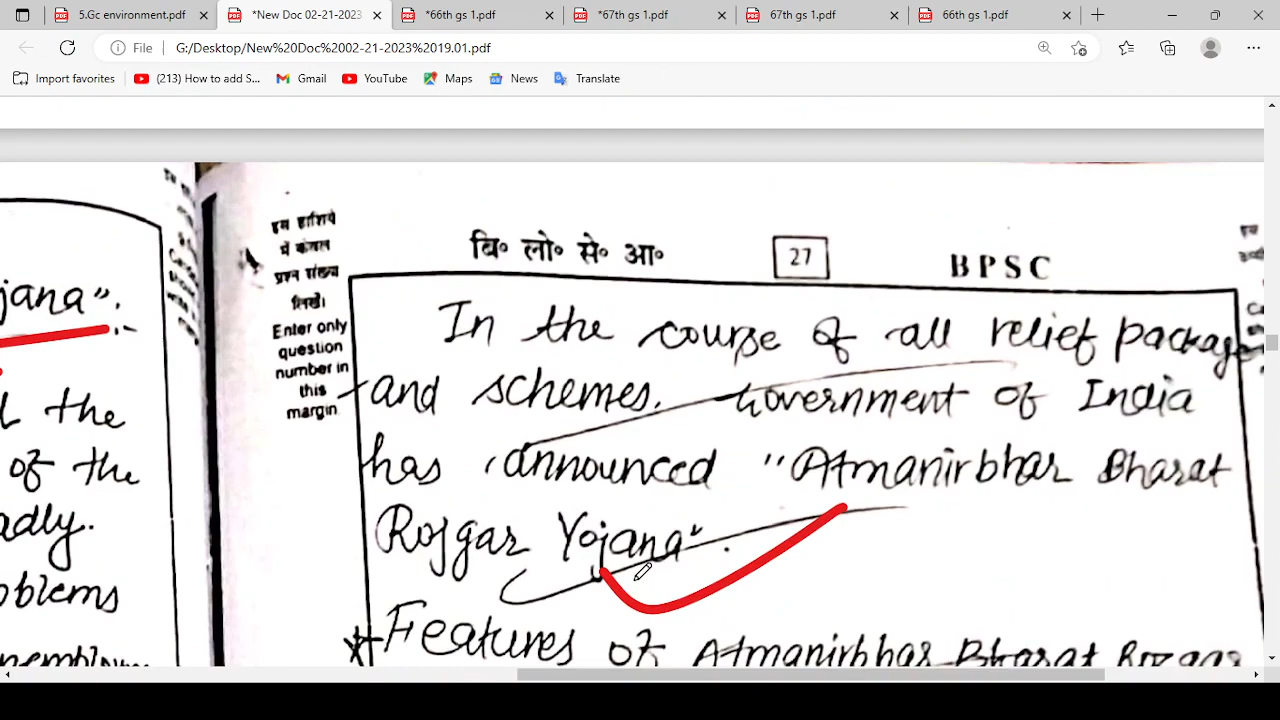 5.Gc environment.pdf
*New Doc 02-21-2023
*66th gs 1.pdf
*67th gs 1.pdf
67th gs 1.pdf
66th gs 1.pdf
File
G:/Desktop/New%20Doc%2002-21-2023%2019.01.pdf
Import favorites
(213) How to add S...
Gmail
YouTube
Maps
News
Translate
jana".
the
of the
adly.
oblems
इस हाशिये
में केवल
प्रश्न संख्या
लिखें।
Enter only
question
number in
this
margin
बि॰ लो॰ से॰ आ॰
27
BPSC
In the course of all relief package
and schemes. Government of India
has announced "Atmanirbhar Bharat
Rojgar Yojana".
Features of Atmanirbhar Bharat Rozgar